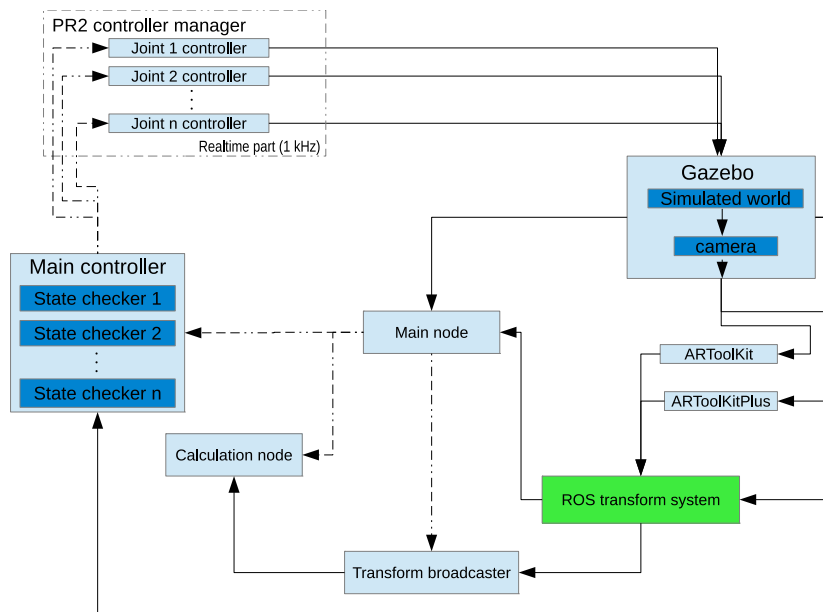 PR2 controller manager
Joint 1 controller
Joint 2 controller
Joint n controller
Realtime part (1 kHz)
Gazebo
Simulated world
camera
Main controller
State checker 1
State checker 2
State checker n
Main node
ARToolKit
ARToolKitPlus
Calculation node
ROS transform system
Transform broadcaster